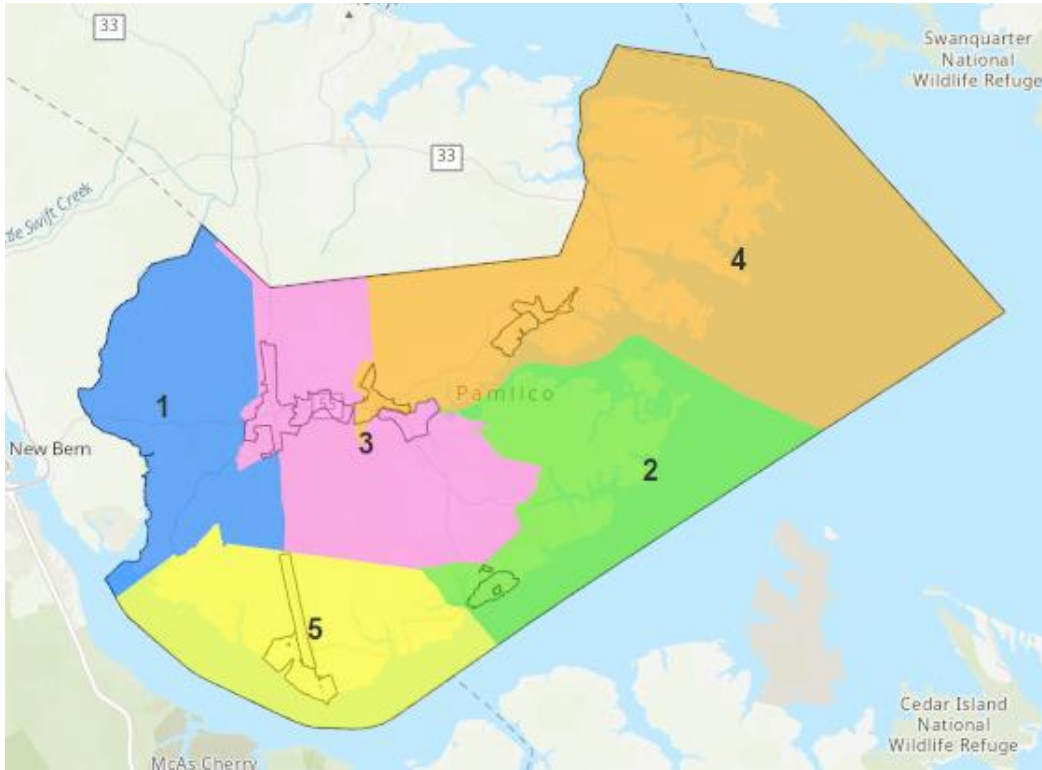 33
33
Swanquarter
National
Wildlife Refuge
Swift Creek
4
1
Pamlico
55
3
2
New Bern
5
Cedar Island
National
Wildlife Refuge
McAs Cherry